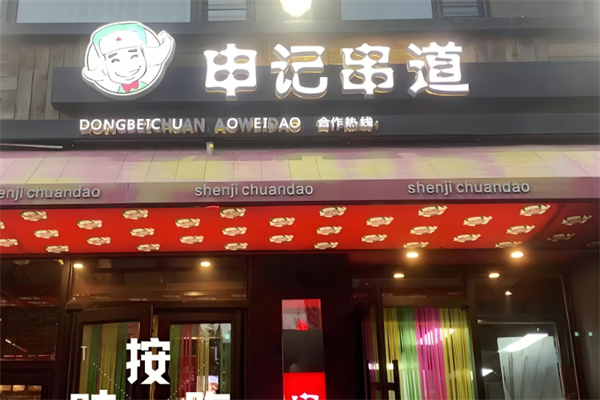 申记串道
DONGBEICHUAN AOWEIDAO 合作热线:
shenji chuandao
shenji chuandao
shenji chuandao
按